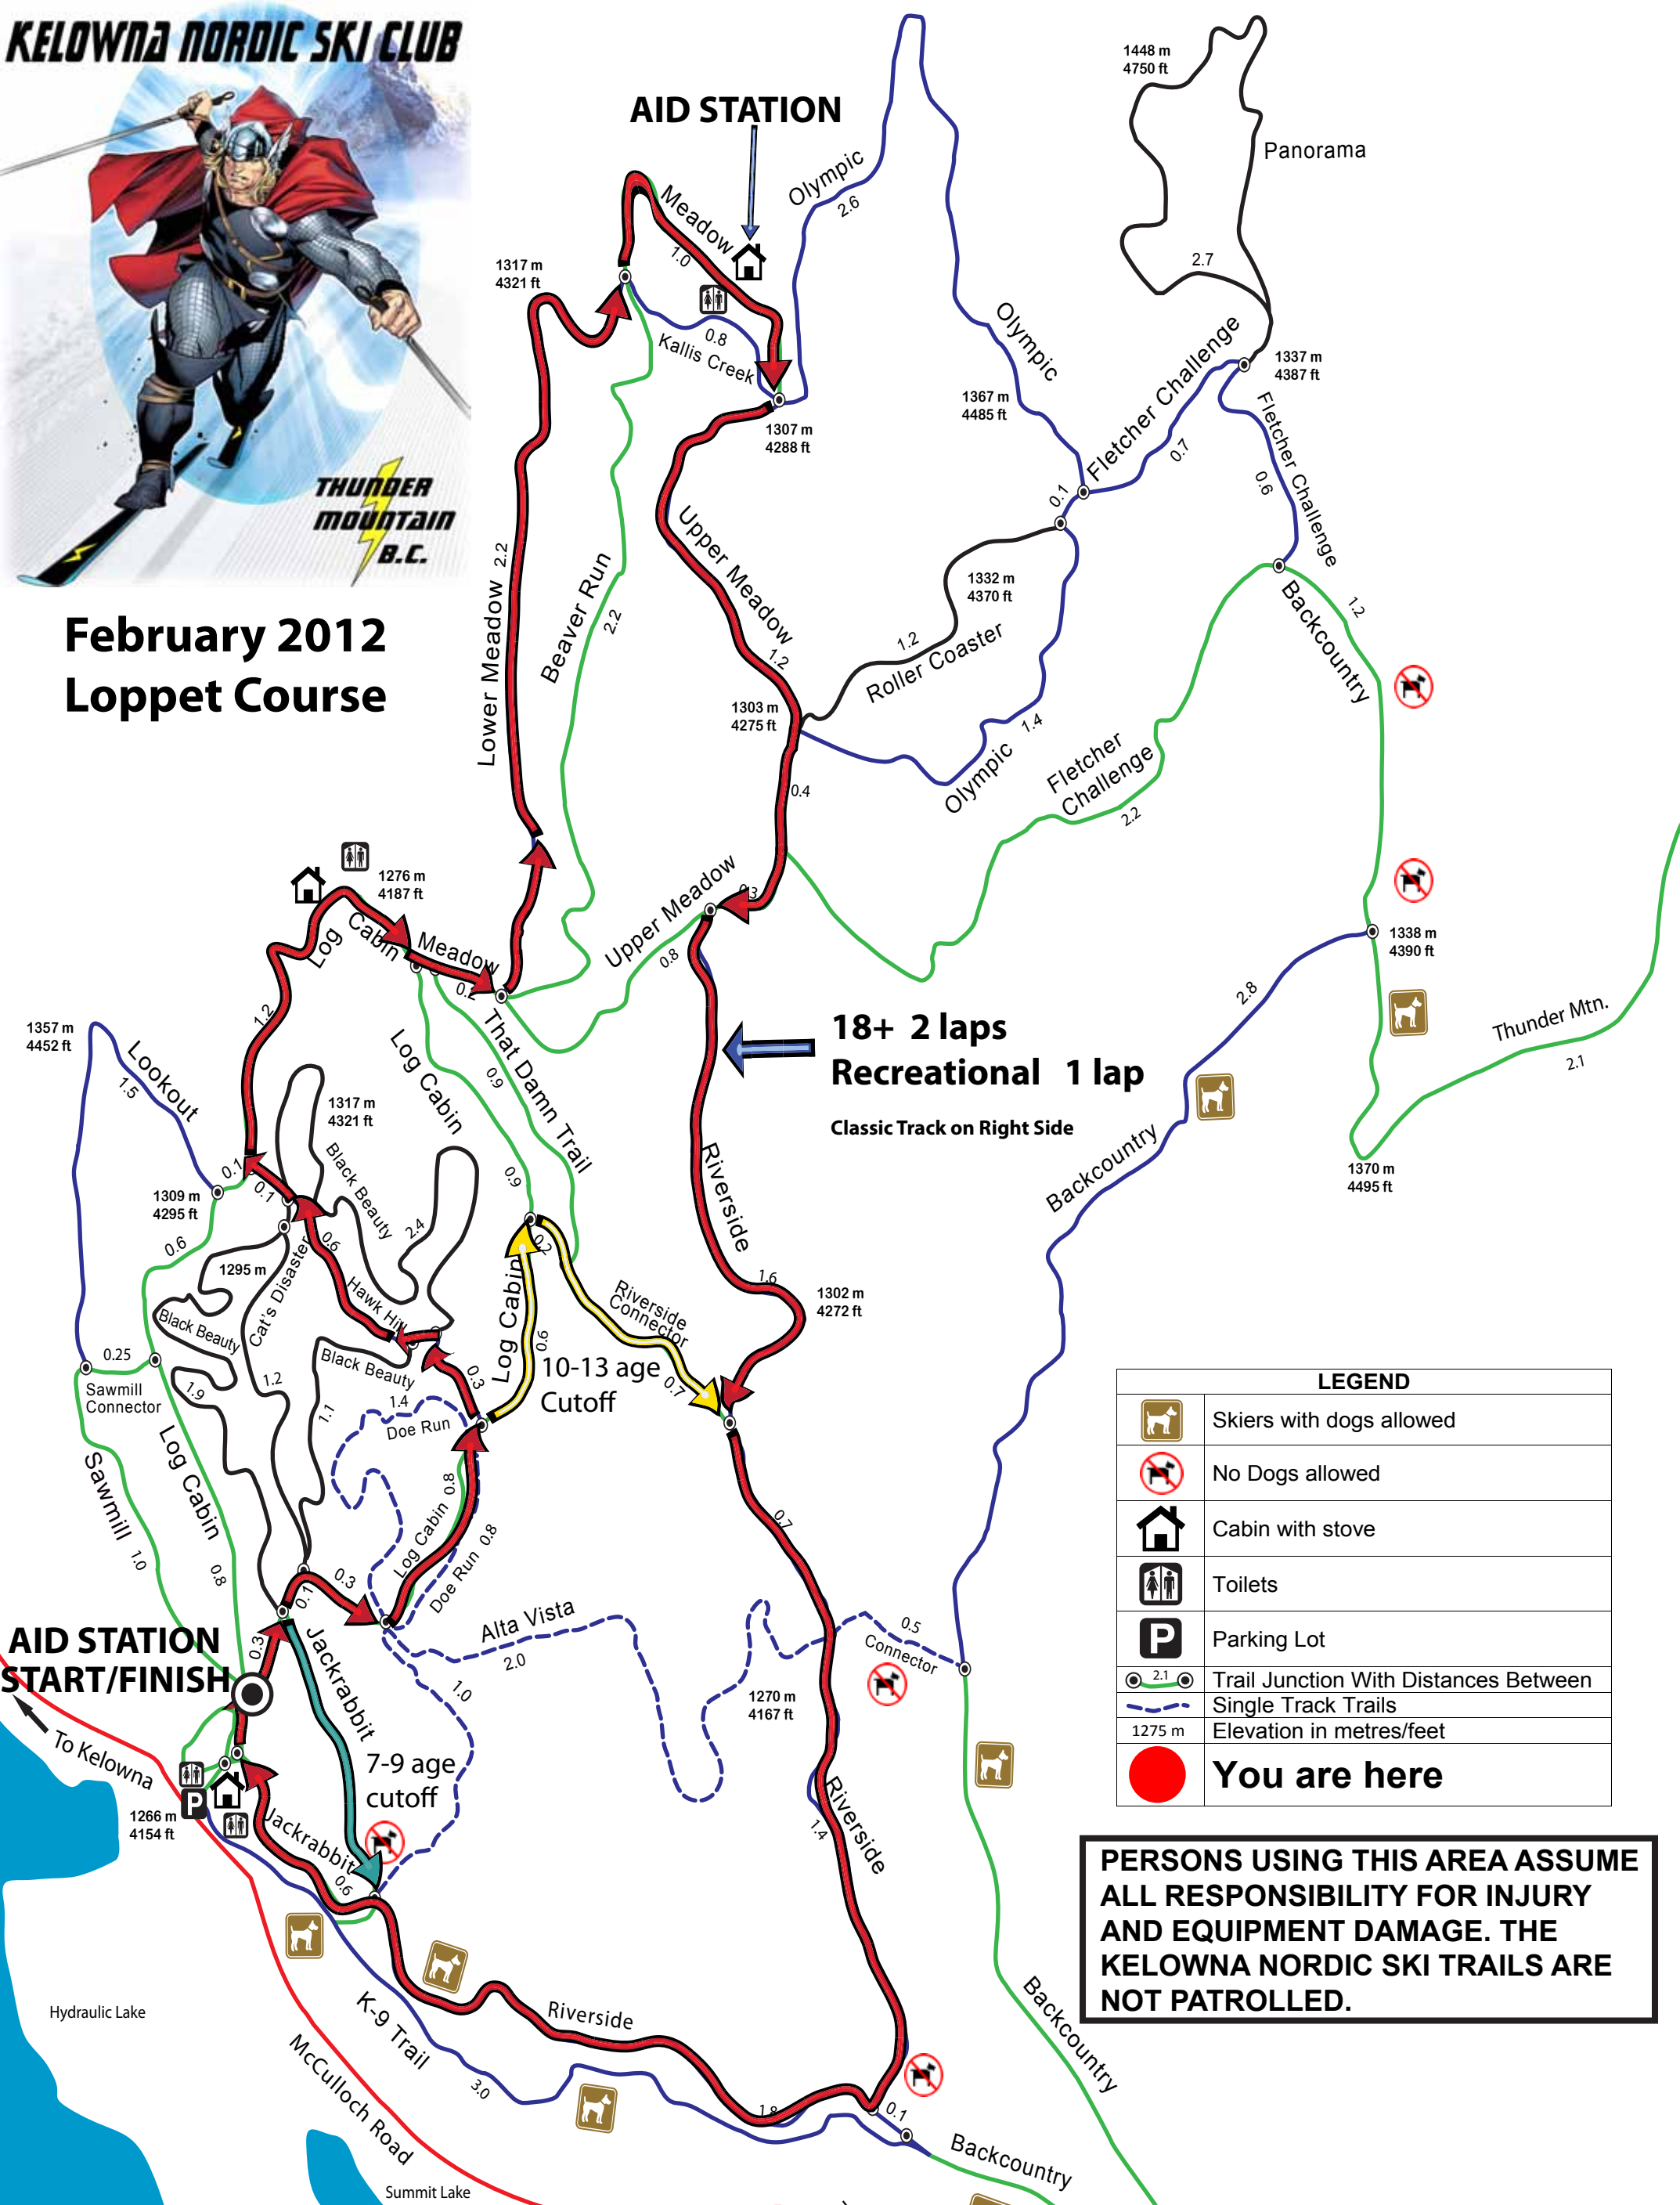 KELOWNA NORDIC SKI CLUB
THUNDER
MOUNTAIN
B.C.
February 2012
Loppet Course
AID STATION
1448 m
4750 ft
Panorama
2.7
Olympic
2.6
Meadow
1.0
1317 m
4321 ft
0.8
Kallis Creek
1307 m
4288 ft
Olympic
1367 m
4485 ft
Fletcher Challenge
0.7
0.1
1337 m
4387 ft
Fletcher Challenge
0.6
Upper Meadow
1.2
Lower Meadow 2.2
Beaver Run
2.2
1332 m
4370 ft
1.2
Roller Coaster
1303 m
4275 ft
Olympic
1.4
0.4
Backcountry
1.2
Fletcher
Challenge
2.2
1276 m
4187 ft
Log
Cabin
Meadow
0.2
Upper Meadow
0.8
0.3
1.2
1338 m
4390 ft
2.8
Thunder Mtn.
2.1
1370 m
4495 ft
Backcountry
18+ 2 laps
Recreational 1 lap
Classic Track on Right Side
1357 m
4452 ft
Lookout
1.5
Log Cabin
0.9
That Damn Trail
0.9
1317 m
4321 ft
Black Beauty
2.4
0.1
0.1
1309 m
4295 ft
0.6
1295 m
Cat's Disaster
0.6
Hawk Hill
Black Beauty
Black Beauty
0.25
Sawmill
Connector
1.9
1.2
1.1
1.4
Doe Run
0.3
Log Cabin
0.6
0.2
Riverside
Connector
0.7
10-13 age
Cutoff
Riverside
1.6
1302 m
4272 ft
Sawmill
1.0
Log Cabin
0.8
Log Cabin 0.8
Doe Run 0.8
0.3
0.1
0.7
AID STATION
START/FINISH
0.3
Jackrabbit
Alta Vista
2.0
1.0
0.5
Connector
1270 m
4167 ft
7-9 age
cutoff
To Kelowna
P
1266 m
4154 ft
Jackrabbit
0.6
Riverside
1.4
Riverside
K-9 Trail
3.0
1.8
0.1
Backcountry
Backcountry
Hydraulic Lake
McCulloch Road
Summit Lake
LEGEND
Skiers with dogs allowed
No Dogs allowed
Cabin with stove
Toilets
P Parking Lot
2.1 Trail Junction With Distances Between
Single Track Trails
1275 m Elevation in metres/feet
You are here
PERSONS USING THIS AREA ASSUME
ALL RESPONSIBILITY FOR INJURY
AND EQUIPMENT DAMAGE. THE
KELOWNA NORDIC SKI TRAILS ARE
NOT PATROLLED.